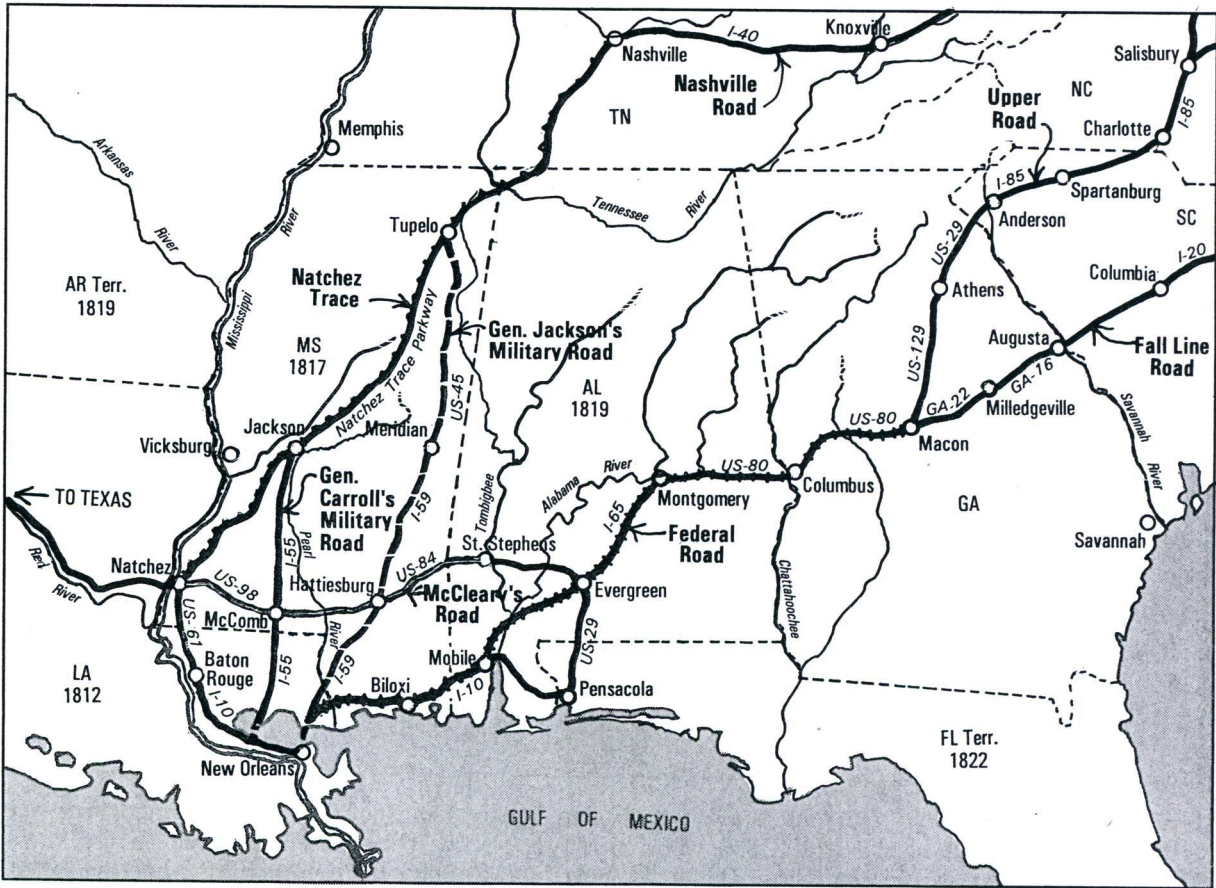 Knoxville
I-40
Nashville
Nashville
Road
TN
Salisbury
NC
Upper
Road
I-85
Charlotte
Memphis
Arkansas
River
Mississippi
River
I-85
Spartanburg
Anderson
SC
Tennessee
River
Tupelo
US-29
I-20
Columbia
Natchez
Trace
AR Terr.
1819
Athens
MS
1817
Natchez Trace Parkway
Gen. Jackson's
Military Road
US-45
AL
1819
US-129
Augusta
Fall Line
Road
GA-16
GA-22
Milledgeville
Savannah
River
Vicksburg
Jackson
Meridian
US-80
Macon
TO TEXAS
Gen.
Carroll's
Military
Road
I-55
Pearl
River
I-59
Tombigbee
Alabama
River
Montgomery
US-80
Columbus
GA
I-65
Federal
Road
Savannah
Red
River
Natchez
US-98
Hattiesburg
US-84
St. Stephens
McCleary's
Road
Evergreen
Chattahoochee
McComb
US-61
I-55
I-59
US-29
LA
1812
Baton
Rouge
I-10
Mobile
Biloxi
I-10
Pensacola
New Orleans
FL Terr.
1822
GULF OF MEXICO